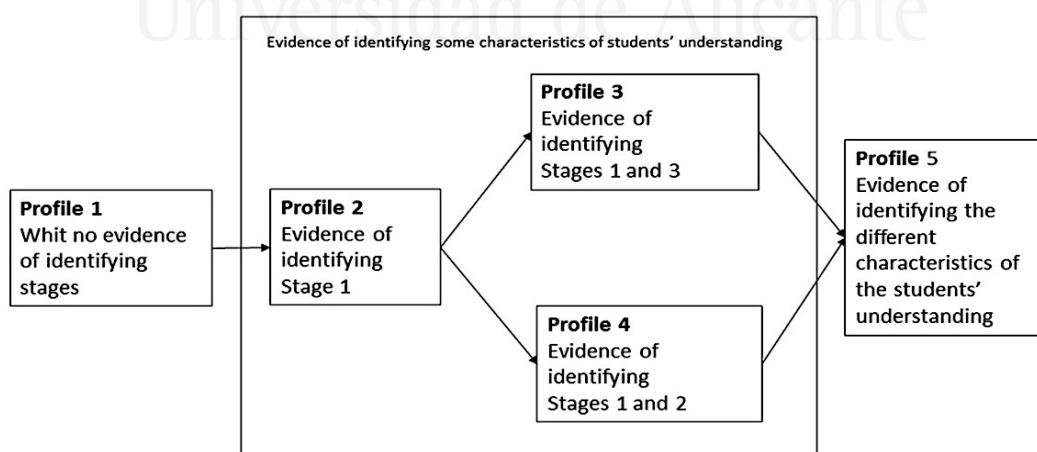 Universidad de Alicante
Evidence of identifying some characteristics of students’ understanding
Profile 1
Whit no evidence
of identifying
stages
Profile 2
Evidence of
identifying
Stage 1
Profile 3
Evidence of
identifying
Stages 1 and 3
Profile 4
Evidence of
identifying
Stages 1 and 2
Profile 5
Evidence of
identifying the
different
characteristics of
the students’
understanding